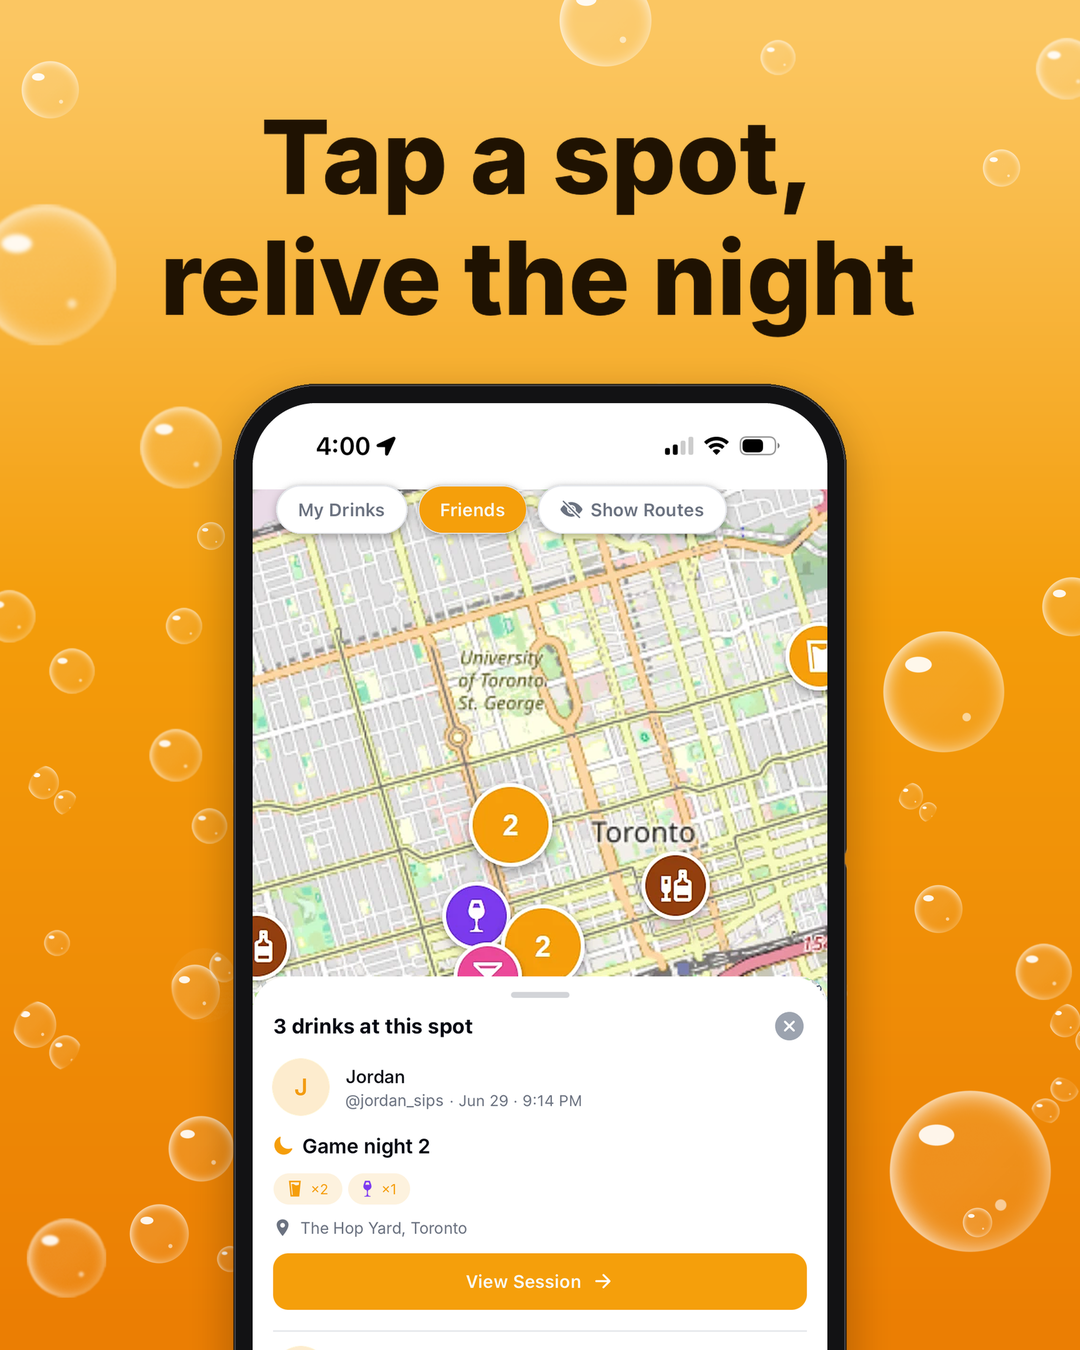 Tap a spot,
relive the night
4:00
My Drinks
Friends
Show Routes
University
of Toronto
St. George
2
Toronto
2
15
3 drinks at this spot
J
Jordan
@jordan_sips · Jun 29 · 9:14 PM
Game night 2
×2
×1
The Hop Yard, Toronto
View Session →